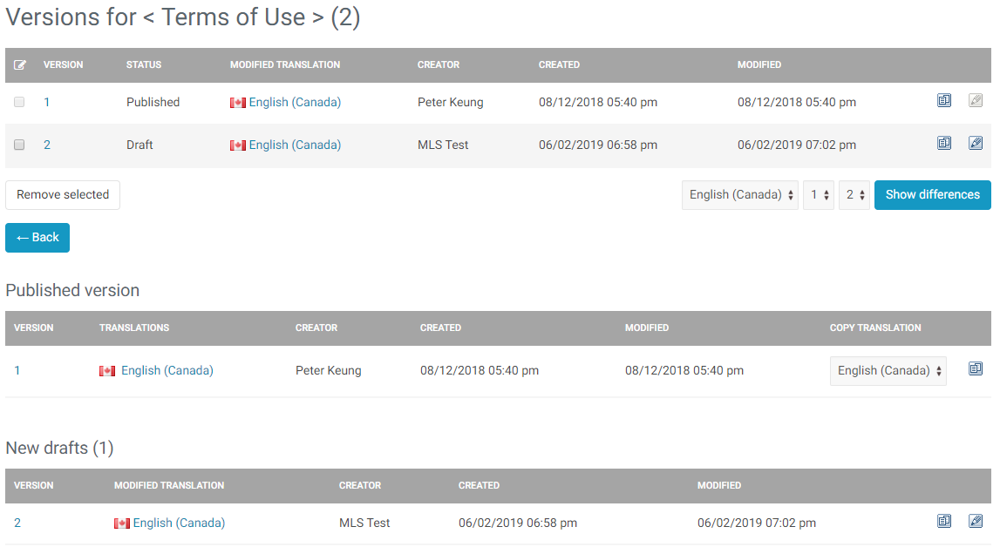 Versions for < Terms of Use > (2)
VERSION STATUS MODIFIED TRANSLATION CREATOR CREATED MODIFIED
1 Published English (Canada) Peter Keung 08/12/2018 05:40 pm 08/12/2018 05:40 pm
2 Draft English (Canada) MLS Test 06/02/2019 06:58 pm 06/02/2019 07:02 pm
Remove selected English (Canada) 1 2 Show differences
← Back
Published version
VERSION TRANSLATIONS CREATOR CREATED MODIFIED COPY TRANSLATION
1 English (Canada) Peter Keung 08/12/2018 05:40 pm 08/12/2018 05:40 pm English (Canada)
New drafts (1)
VERSION MODIFIED TRANSLATION CREATOR CREATED MODIFIED
2 English (Canada) MLS Test 06/02/2019 06:58 pm 06/02/2019 07:02 pm